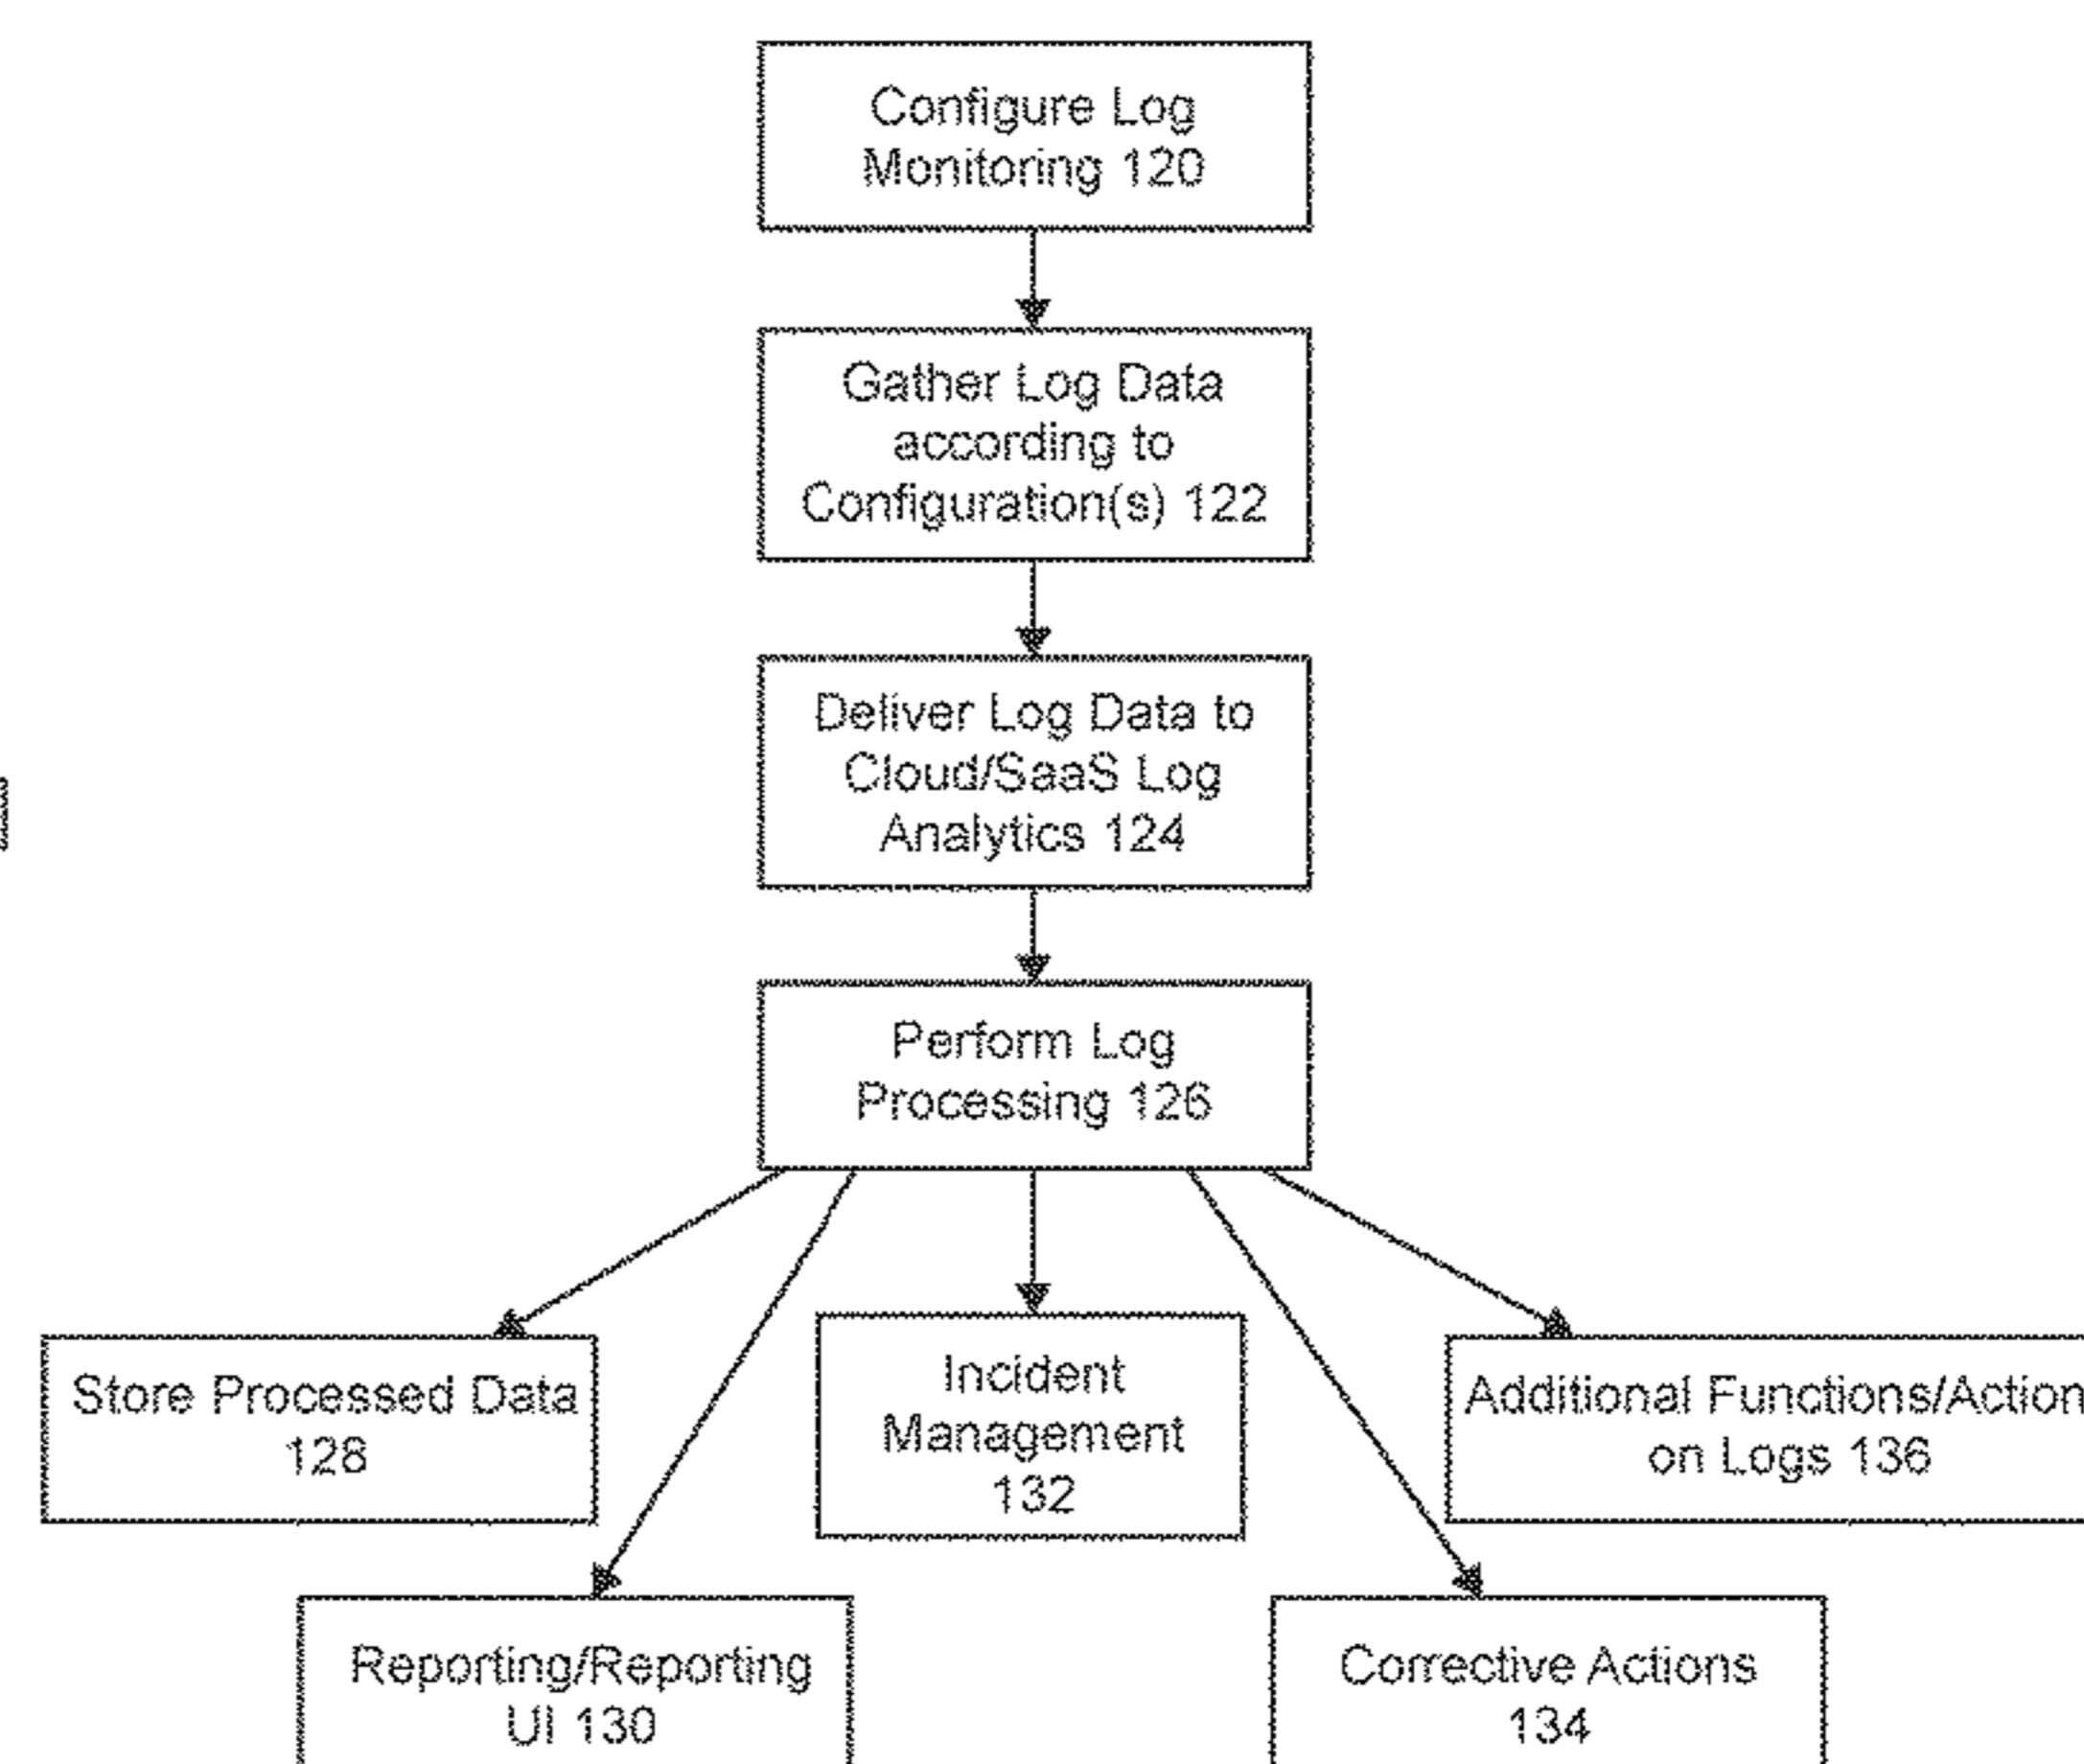 Configure Log
Monitoring 120
Gather Log Data
according to
Configuration(s) 122
Deliver Log Data to
Cloud/SaaS Log
Analytics 124
Perform Log
Processing 126
Store Processed Data
128
Incident
Management
132
Additional Functions/Action
on Logs 136
Reporting/Reporting
UI 130
Corrective Actions
134